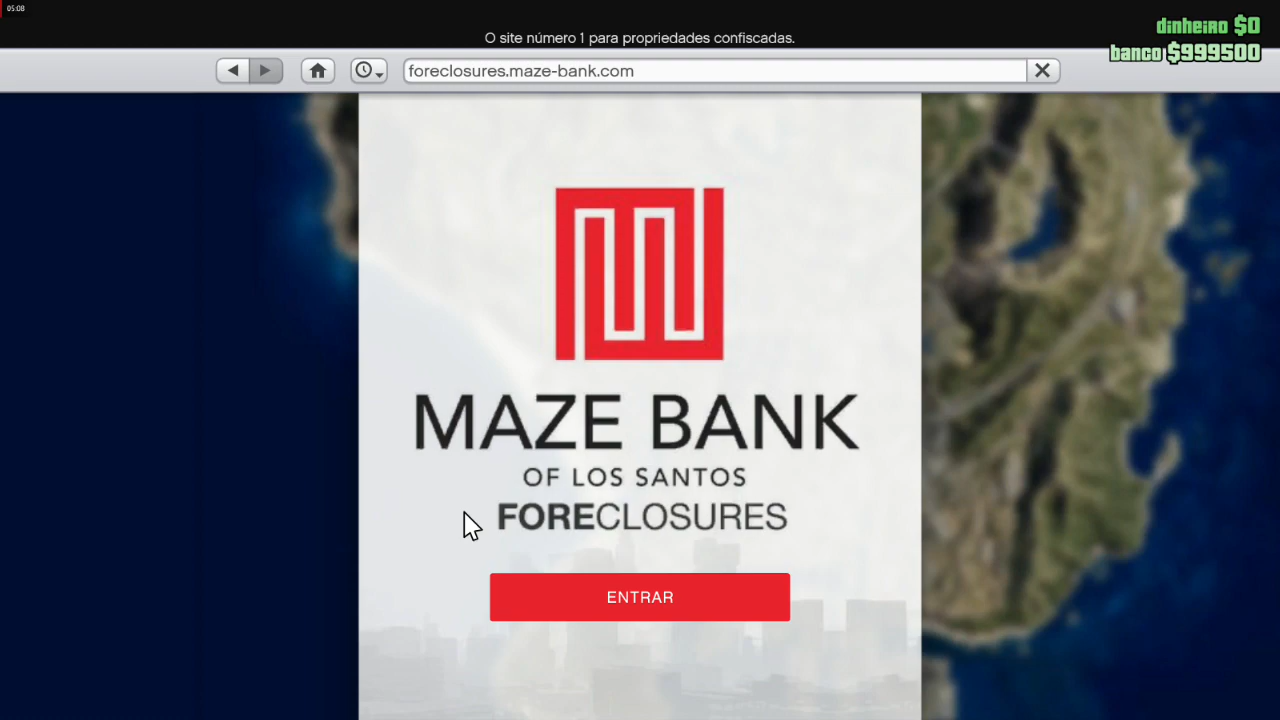 05:08
dinheiro $0
O site número 1 para propriedades confiscadas.
banco $999500
foreclosures.maze-bank.com
MAZE BANK
OF LOS SANTOS
FORECLOSURES
ENTRAR